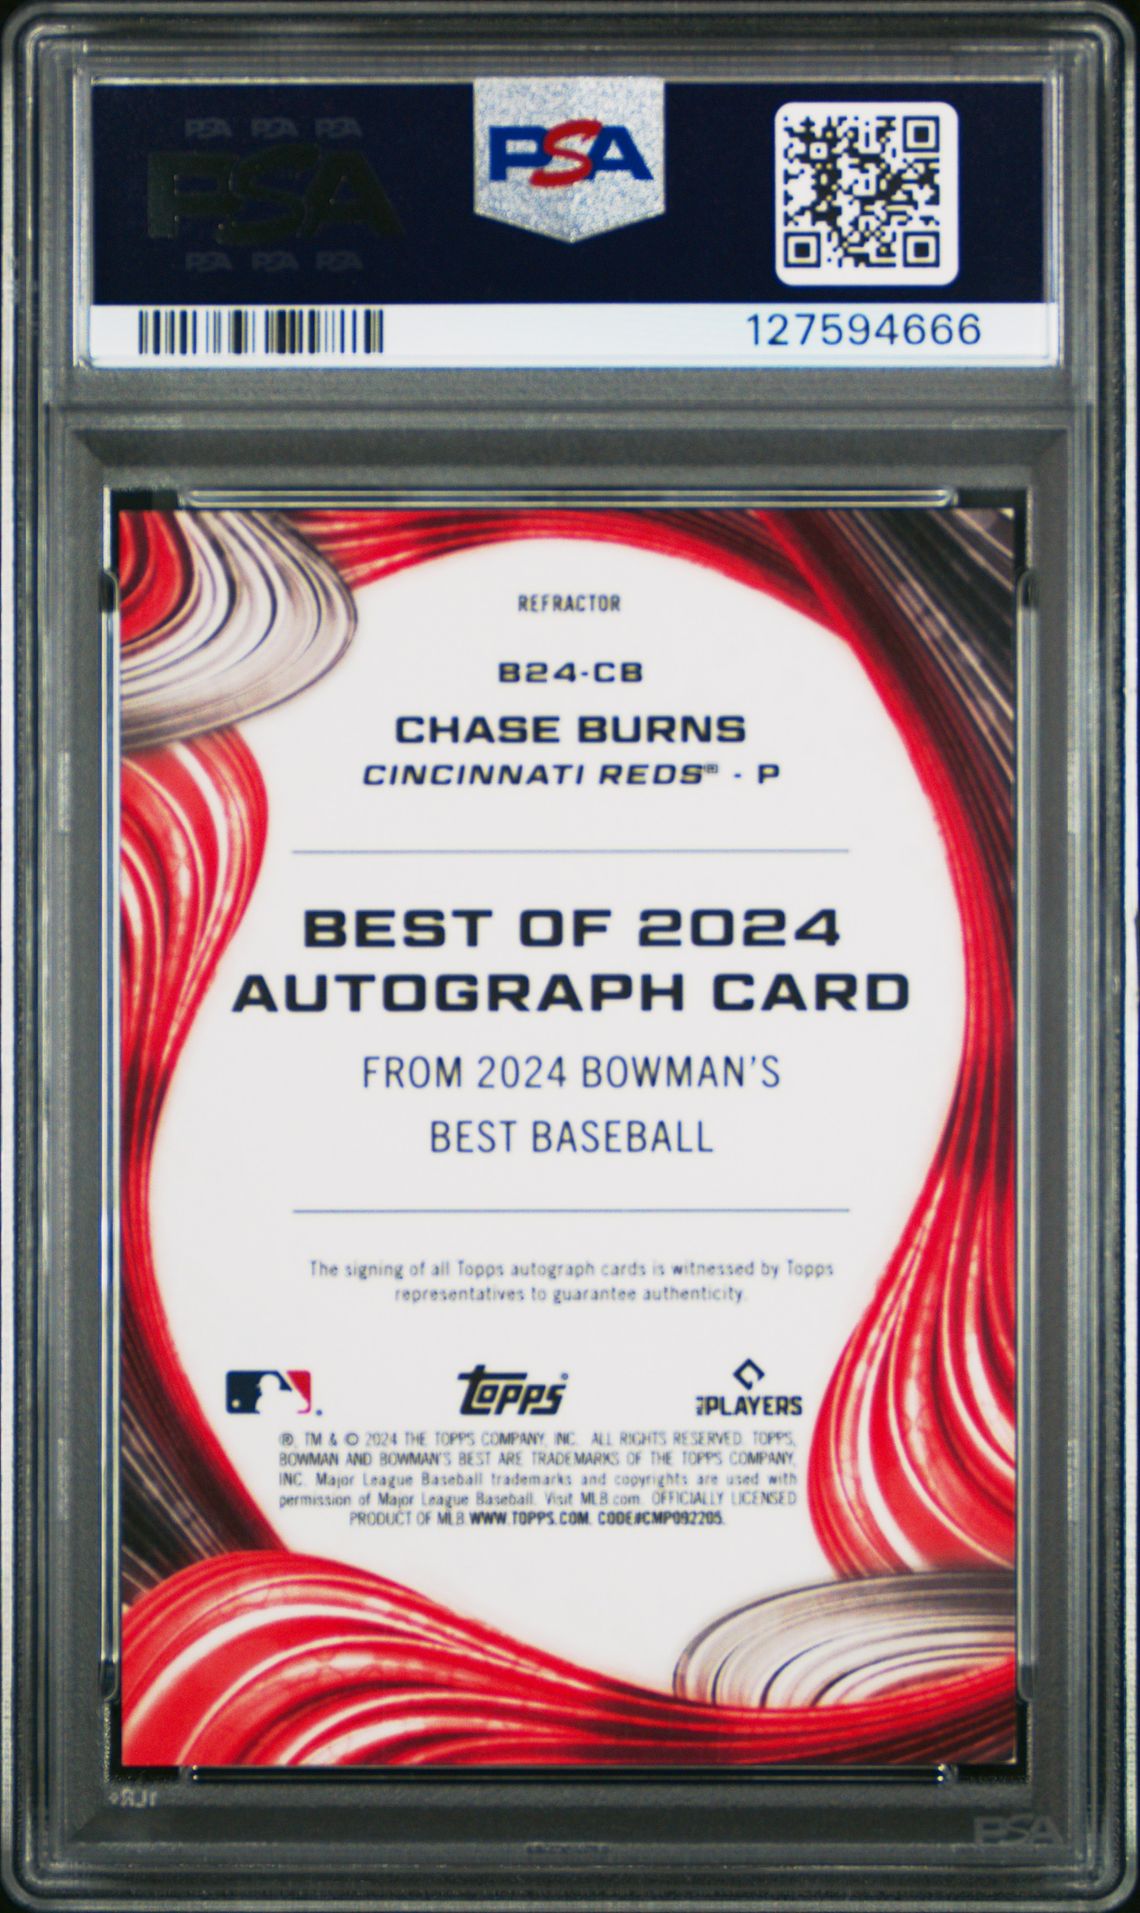 PSA PSA PSA
PSA
PSA PSA PSA
PSA
127594666
REFRACTOR
B24-CB
CHASE BURNS
CINCINNATI REDS® - P
BEST OF 2024
AUTOGRAPH CARD
FROM 2024 BOWMAN'S
BEST BASEBALL
The signing of all Topps autograph cards is witnessed by Topps
representatives to guarantee authenticity.
Topps
PLAYERS
®, TM & © 2024 THE TOPPS COMPANY, INC. ALL RIGHTS RESERVED. TOPPS,
BOWMAN AND BOWMAN'S BEST ARE TRADEMARKS OF THE TOPPS COMPANY,
INC. Major League Baseball trademarks and copyrights are used with
permission of Major League Baseball. Visit MLB.com. OFFICIALLY LICENSED
PRODUCT OF MLB. WWW.TOPPS.COM. CODE#CMP092205.
PSA